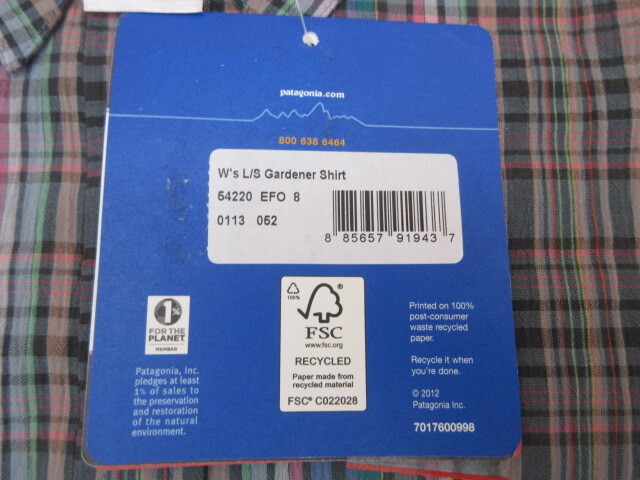 patagonia.com
800 638 6464
W's L/S Gardener Shirt
54220 EFO 8
0113 052
8 85657 91943 7
1%
FOR THE
PLANET
MEMBER
Patagonia, Inc.
pledges at least
1% of sales to
the preservation
and restoration
of the natural
environment.
100%
®
FSC
www.fsc.org
RECYCLED
Paper made from
recycled material
FSC® C022028
Printed on 100%
post-consumer
waste recycled
paper.
Recycle it when
you're done.
© 2012
Patagonia Inc.
7017600998